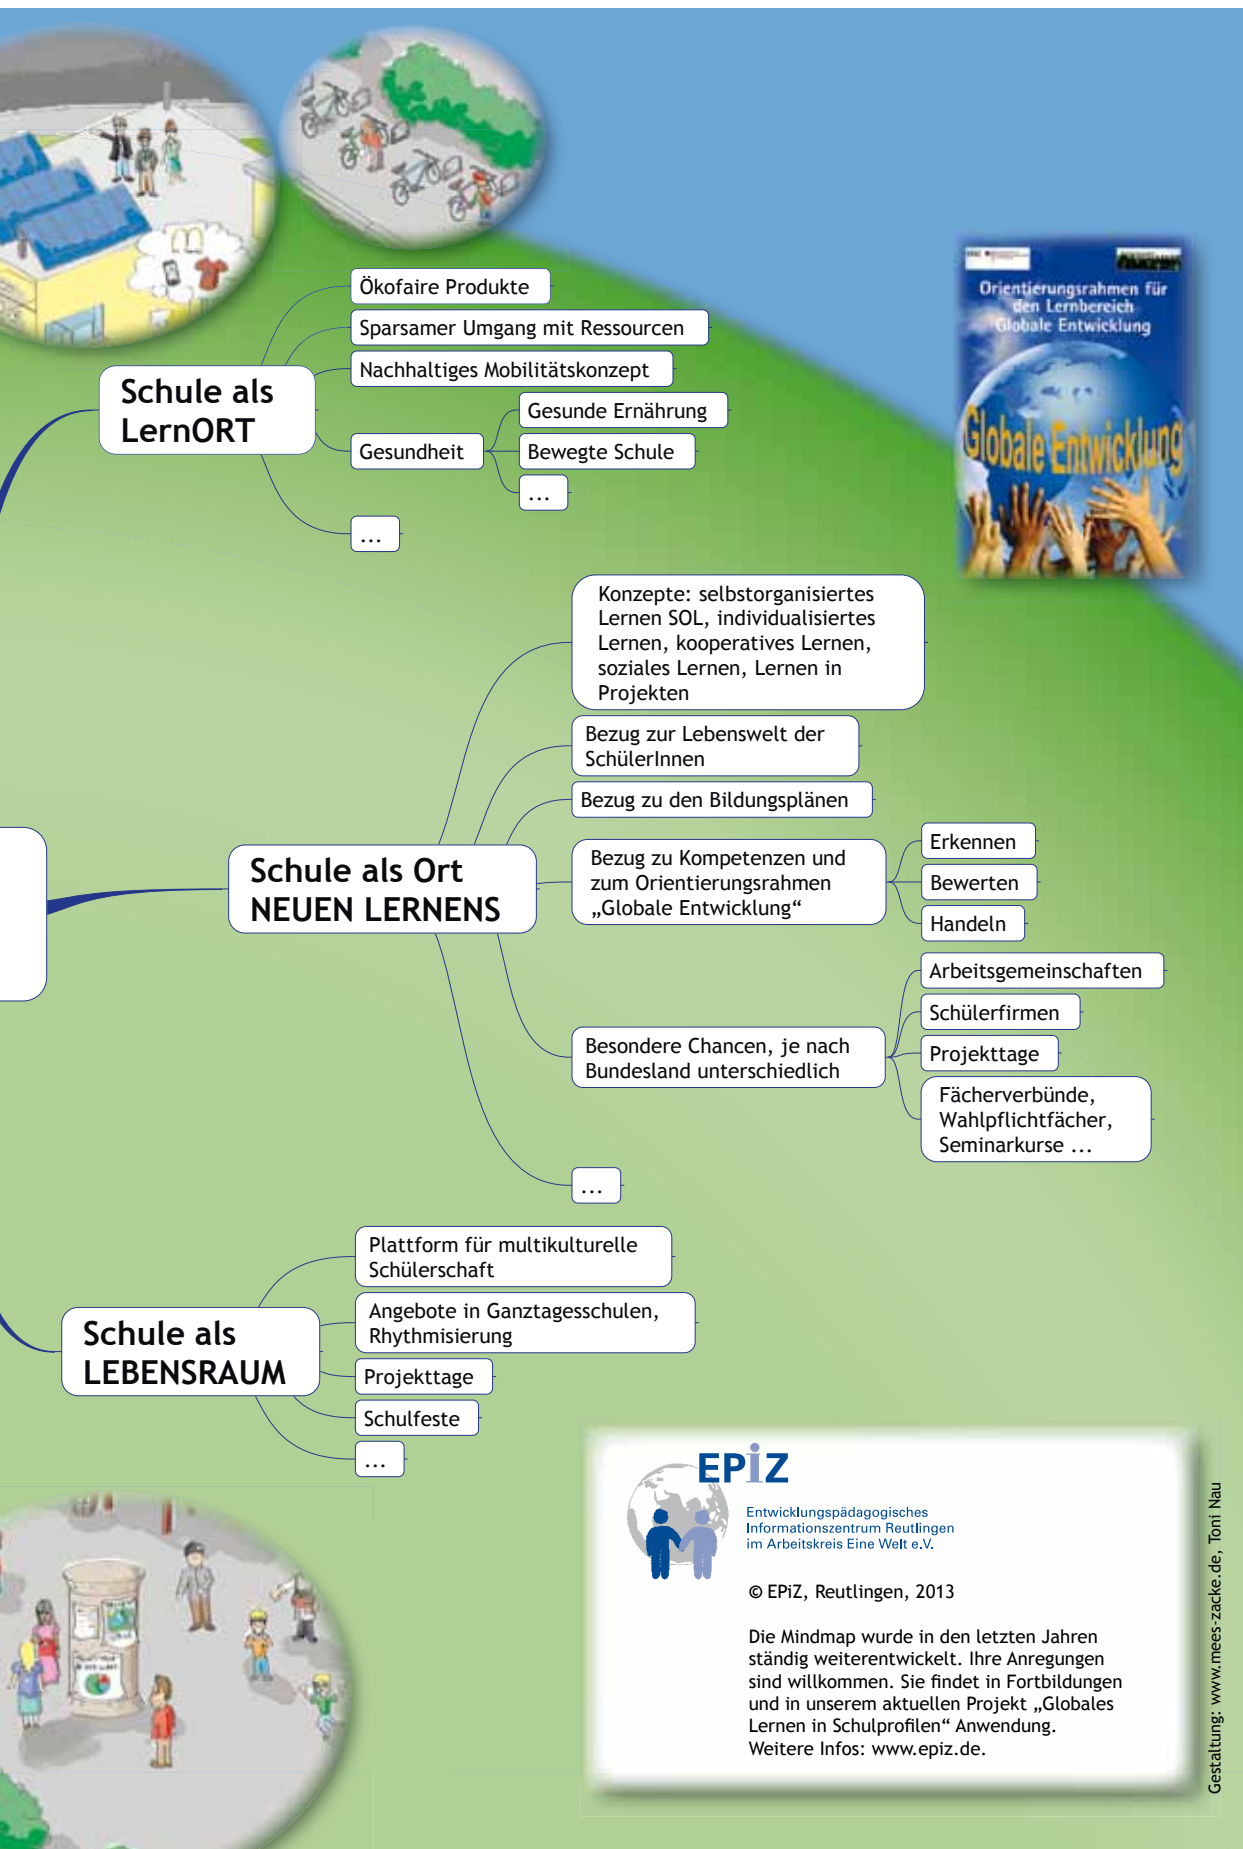 Orientierungsrahmen für
den Lernbereich
Globale Entwicklung
Globale Entwicklung
Schule als
LernORT
Ökofaire Produkte
Sparsamer Umgang mit Ressourcen
Nachhaltiges Mobilitätskonzept
Gesundheit
Gesunde Ernährung
Bewegte Schule
...
...
Schule als Ort
NEUEN LERNENS
Konzepte: selbstorganisiertes
Lernen SOL, individualisiertes
Lernen, kooperatives Lernen,
soziales Lernen, Lernen in
Projekten
Bezug zur Lebenswelt der
SchülerInnen
Bezug zu den Bildungsplänen
Bezug zu Kompetenzen und
zum Orientierungsrahmen
„Globale Entwicklung“
Erkennen
Bewerten
Handeln
Besondere Chancen, je nach
Bundesland unterschiedlich
Arbeitsgemeinschaften
Schülerfirmen
Projekttage
Fächerverbünde,
Wahlpflichtfächer,
Seminarkurse ...
...
Schule als
LEBENSRAUM
Plattform für multikulturelle
Schülerschaft
Angebote in Ganztagesschulen,
Rhythmisierung
Projekttage
Schulfeste
...
EPiZ
Entwicklungspädagogisches
Informationszentrum Reutlingen
im Arbeitskreis Eine Welt e.V.
© EPiZ, Reutlingen, 2013
Die Mindmap wurde in den letzten Jahren
ständig weiterentwickelt. Ihre Anregungen
sind willkommen. Sie findet in Fortbildungen
und in unserem aktuellen Projekt „Globales
Lernen in Schulprofilen“ Anwendung.
Weitere Infos: www.epiz.de.
Gestaltung: www.mees-zacke.de, Toni Nau